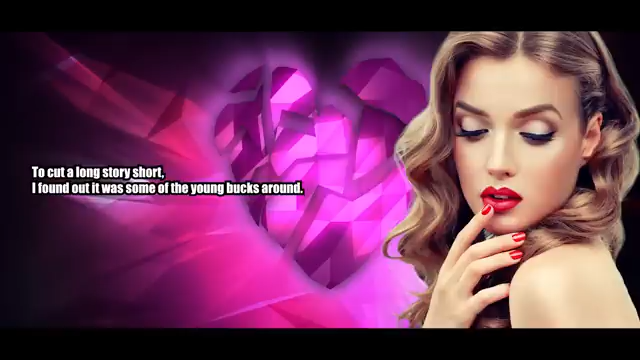 To cut a long story short,
I found out it was some of the young bucks around.